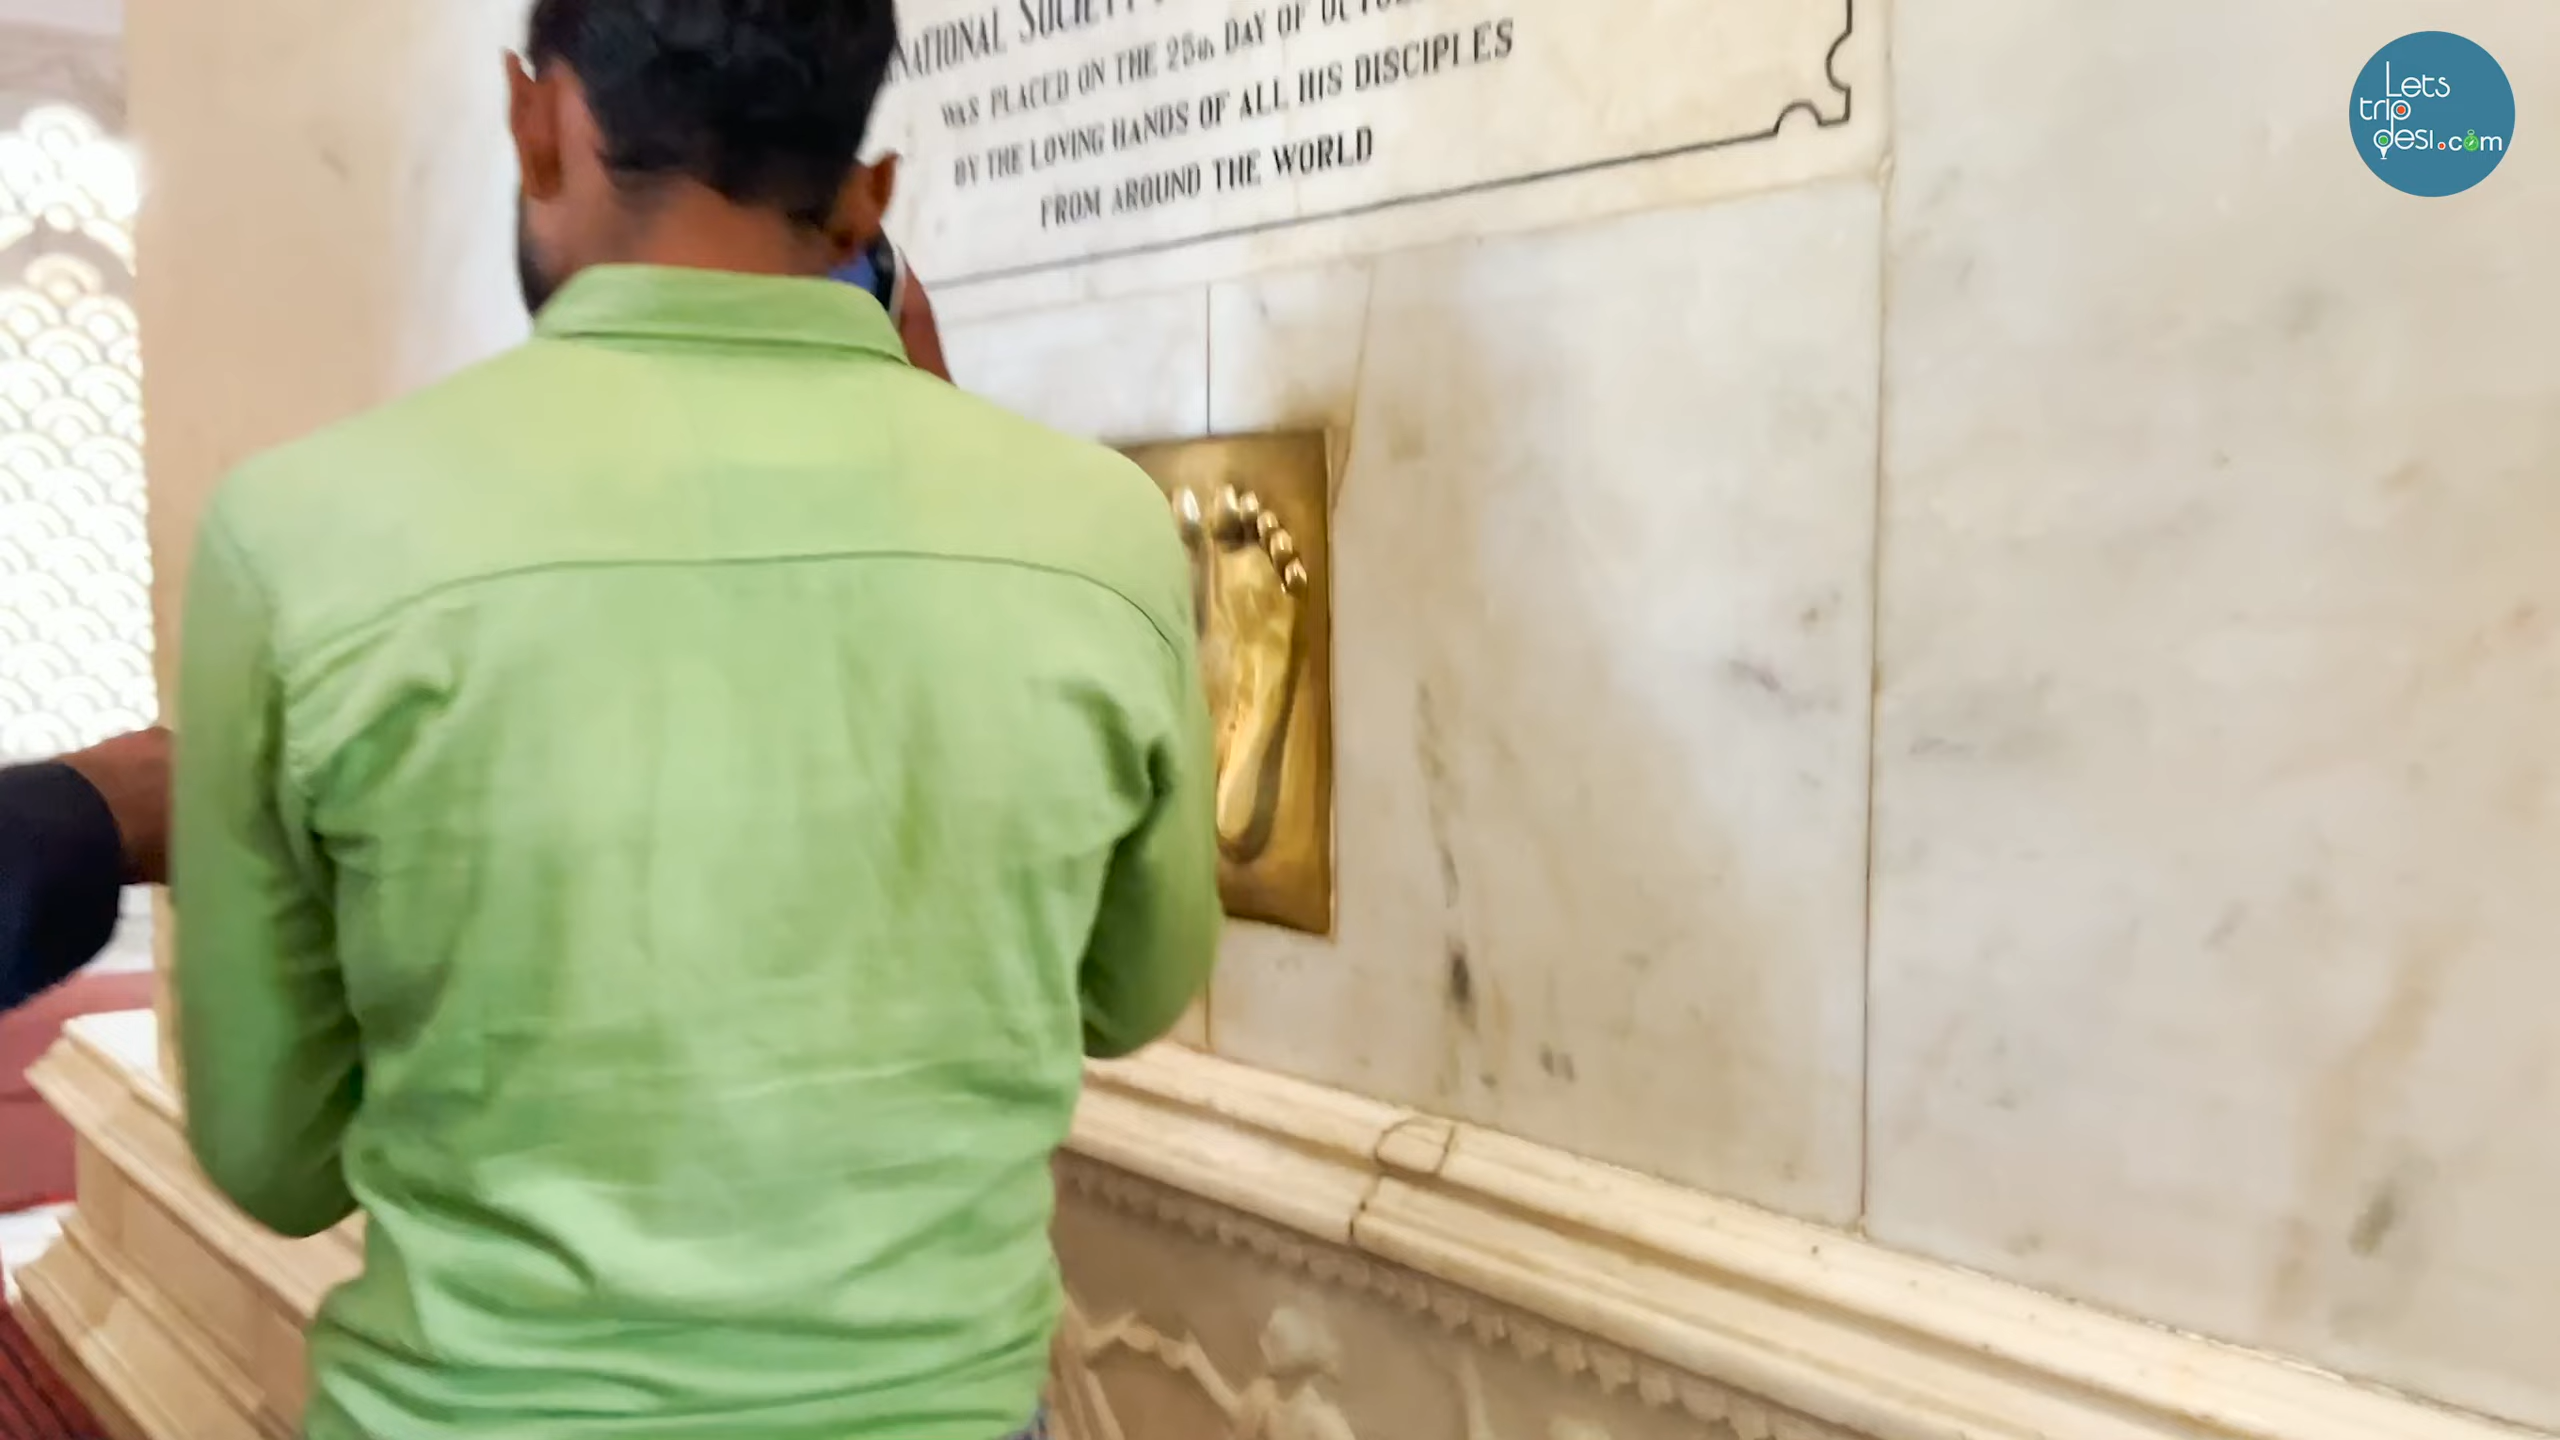 NATIONAL SOCIETY
WAS PLACED ON THE 25th DAY OF
BY THE LOVING HANDS OF ALL HIS DISCIPLES
FROM AROUND THE WORLD
Lets
trip
desi.com